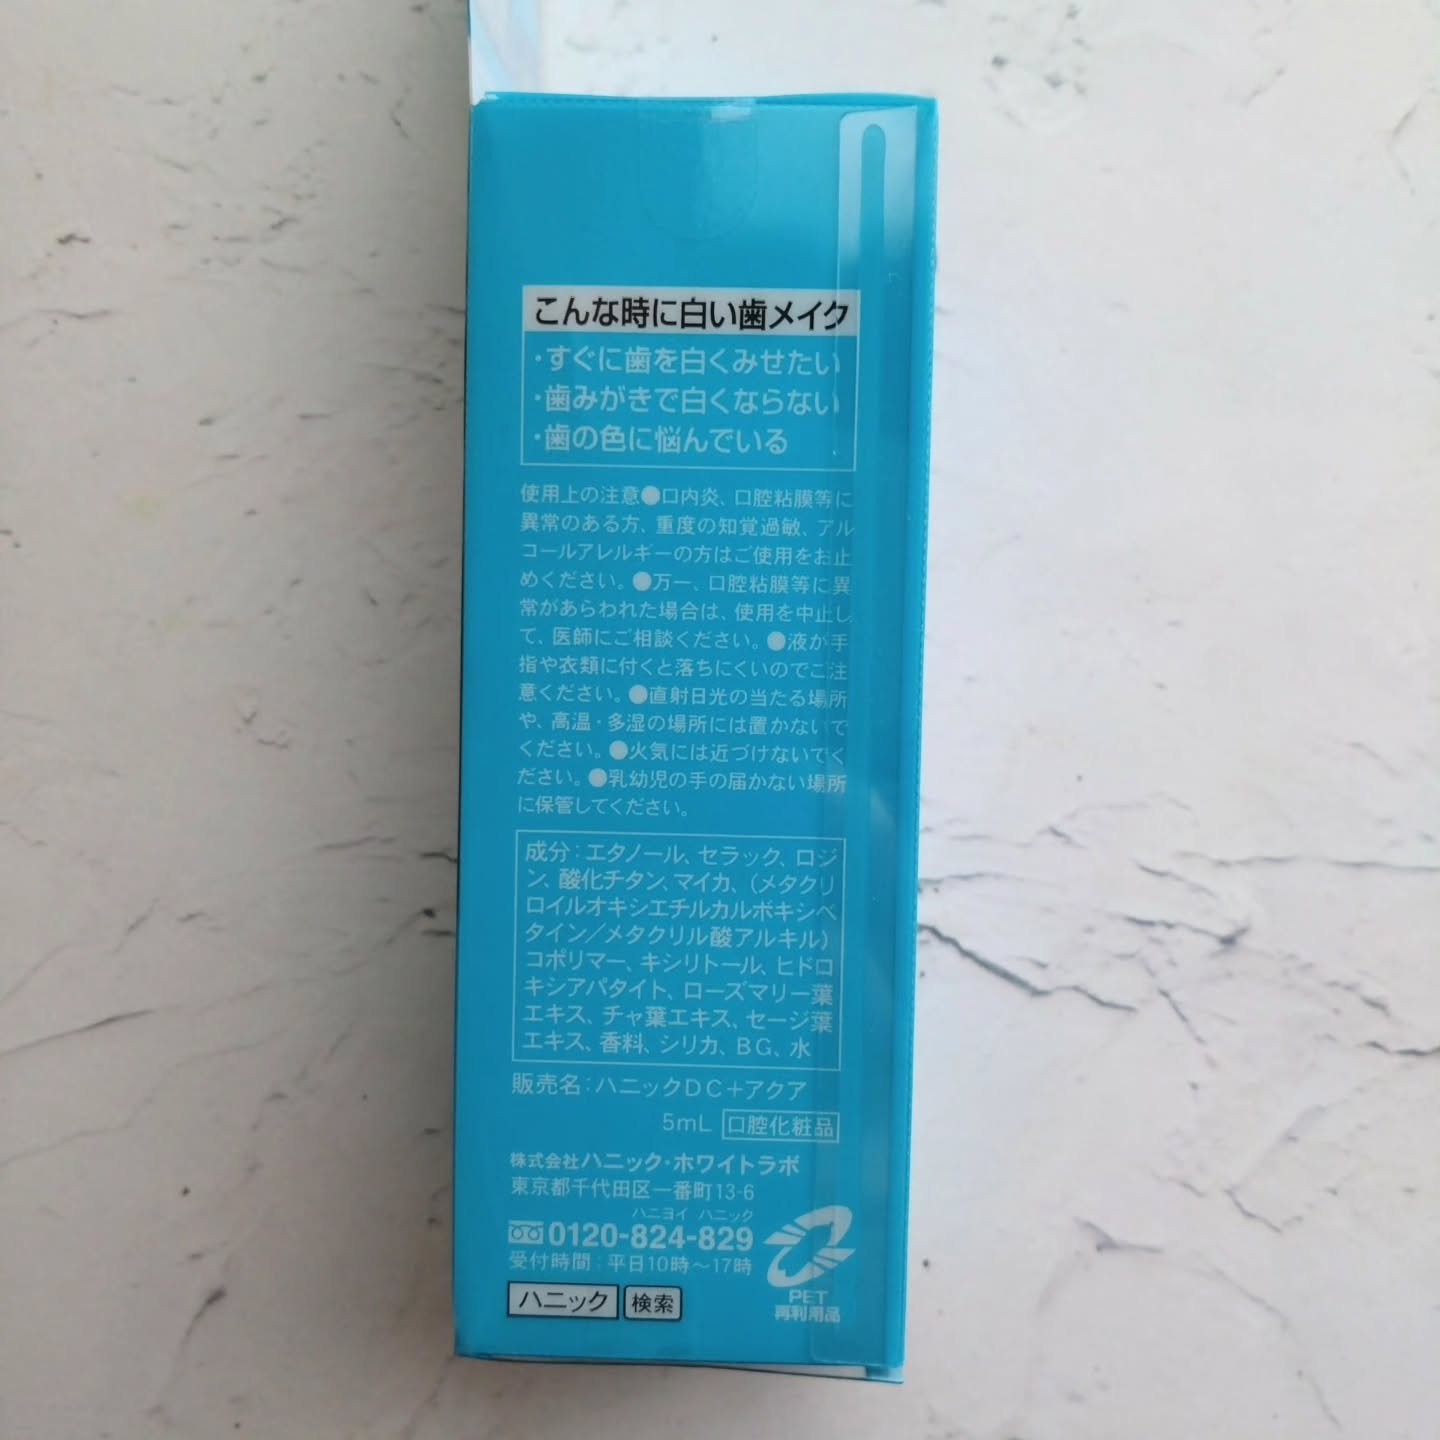 こんな時に白い歯メイク
・すぐに歯を白くみせたい
・歯みがきで白くならない
・歯の色に悩んでいる
使用上の注意●口内炎、口腔粘膜等に
異常のある方、重度の知覚過敏、アル
コールアレルギーの方はご使用をお止
めください。●万一、口腔粘膜等に異
常があらわれた場合は、使用を中止し
て、医師にご相談ください。●液が手
指や衣類に付くと落ちにくいのでご注
意ください。●直射日光の当たる場所
や、高温・多湿の場所には置かないで
ください。●火気には近づけないでく
ださい。●乳幼児の手の届かない場所
に保管してください。
成分：エタノール、セラック、ロジ
ン、酸化チタン、マイカ、（メタクリ
ロイルオキシエチルカルボキシベ
タイン／メタクリル酸アルキル）
コポリマー、キシリトール、ヒドロ
キシアパタイト、ローズマリー葉
エキス、チャ葉エキス、セージ葉
エキス、香料、シリカ、BG、水
販売名：ハニックDC+アクア
5mL 口腔化粧品
株式会社ハニック・ホワイトラボ
東京都千代田区一番町13-6
ハニヨイ ハニック
0120-824-829
受付時間：平日10時～17時
ハニック 検索
PET
再利用品